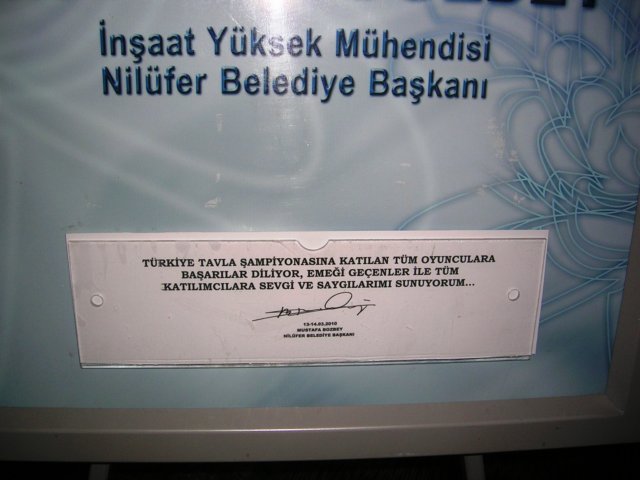 İnşaat Yüksek Mühendisi
Nilüfer Belediye Başkanı
TÜRKİYE TAVLA ŞAMPİYONASINA KATILAN TÜM OYUNCULARA
BAŞARILAR DİLİYOR, EMEĞİ GEÇENLER İLE TÜM
KATILIMCILARA SEVGİ VE SAYGILARIMI SUNUYORUM...
13-14.03.2010
MUSTAFA BOZBEY
NİLÜFER BELEDİYE BAŞKANI